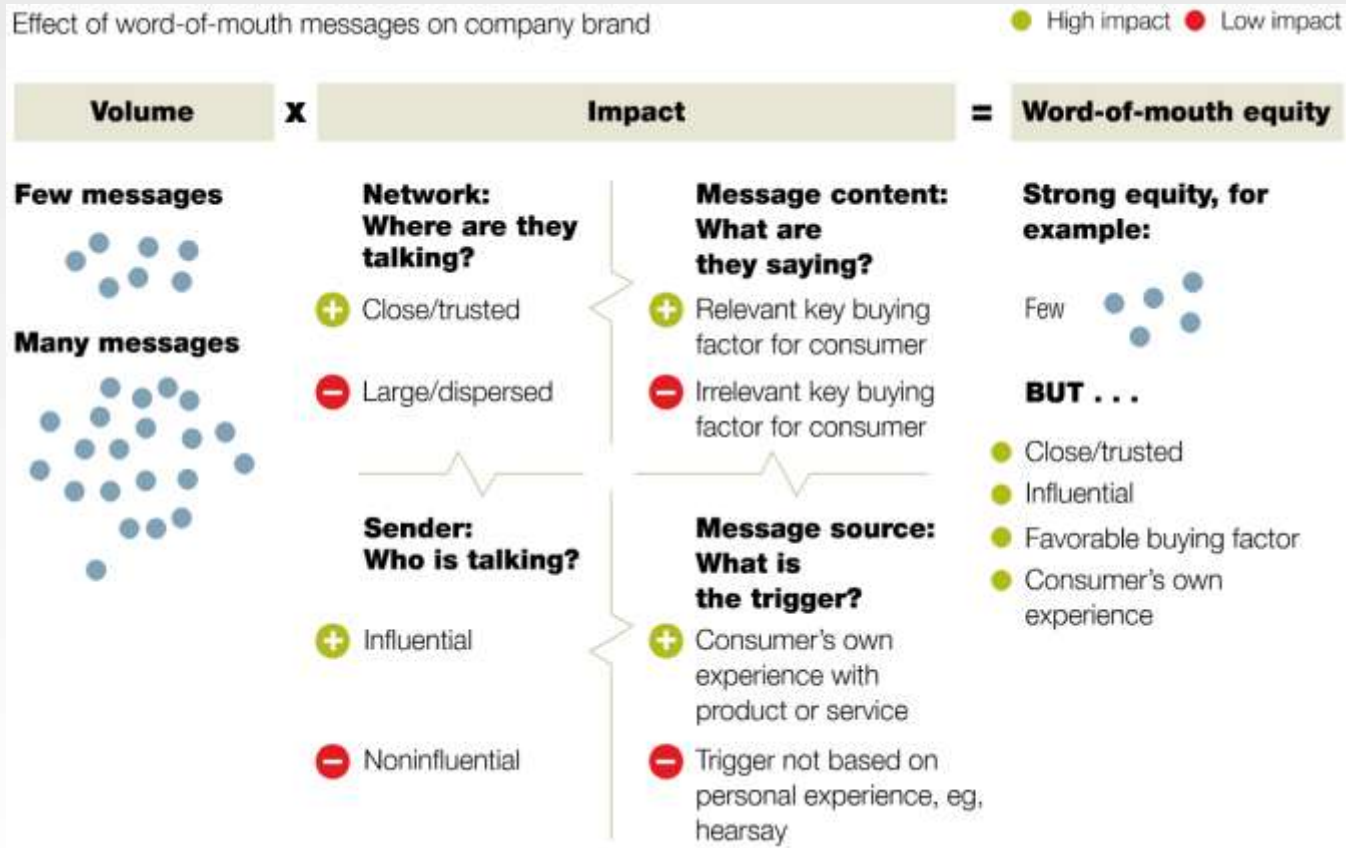 Effect of word-of-mouth messages on company brand
High impact
Low impact
Volume
x
Impact
=
Word-of-mouth equity
Few messages
Many messages
Network:
Where are they
talking?
+ Close/trusted
− Large/dispersed
Message content:
What are
they saying?
+ Relevant key buying
factor for consumer
− Irrelevant key buying
factor for consumer
Sender:
Who is talking?
+ Influential
− Noninfluential
Message source:
What is
the trigger?
+ Consumer's own
experience with
product or service
− Trigger not based on
personal experience, eg,
hearsay
Strong equity, for
example:
Few
BUT . . .
Close/trusted
Influential
Favorable buying factor
Consumer's own
experience